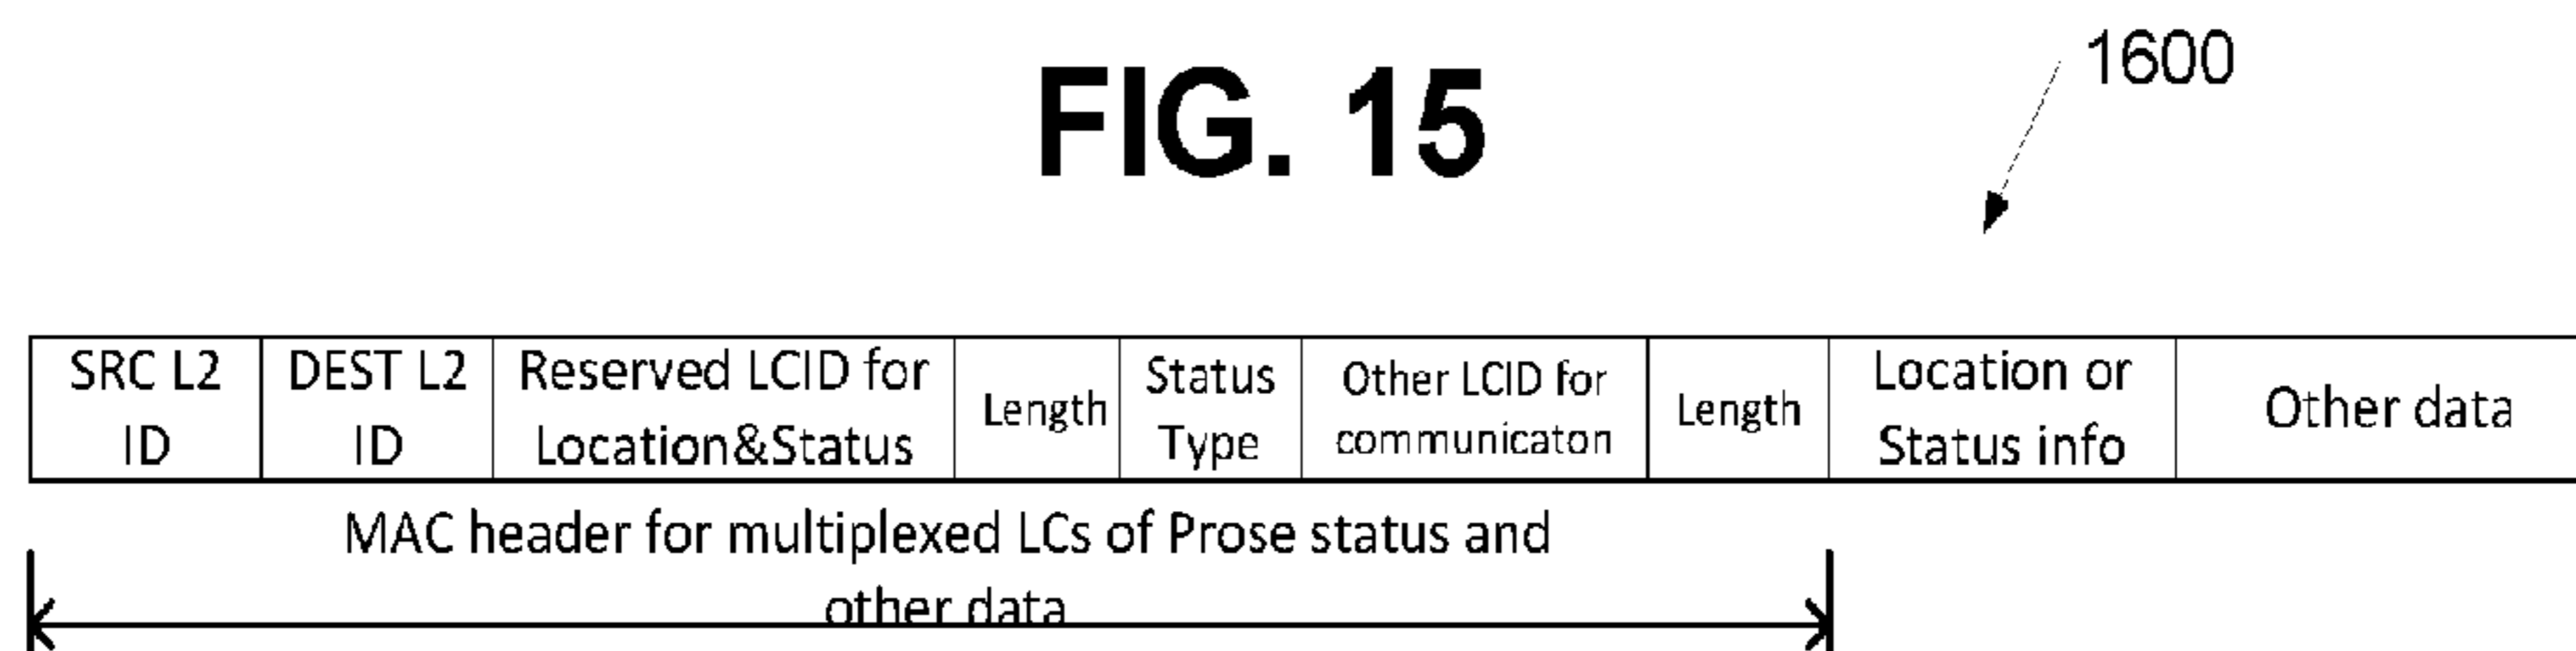 FIG. 15
1600
SRC L2
ID
DEST L2
ID
Reserved LCID for
Location&Status
Length
Status
Type
Other LCID for
communicaton
Length
Location or
Status info
Other data
MAC header for multiplexed LCs of Prose status and
other data